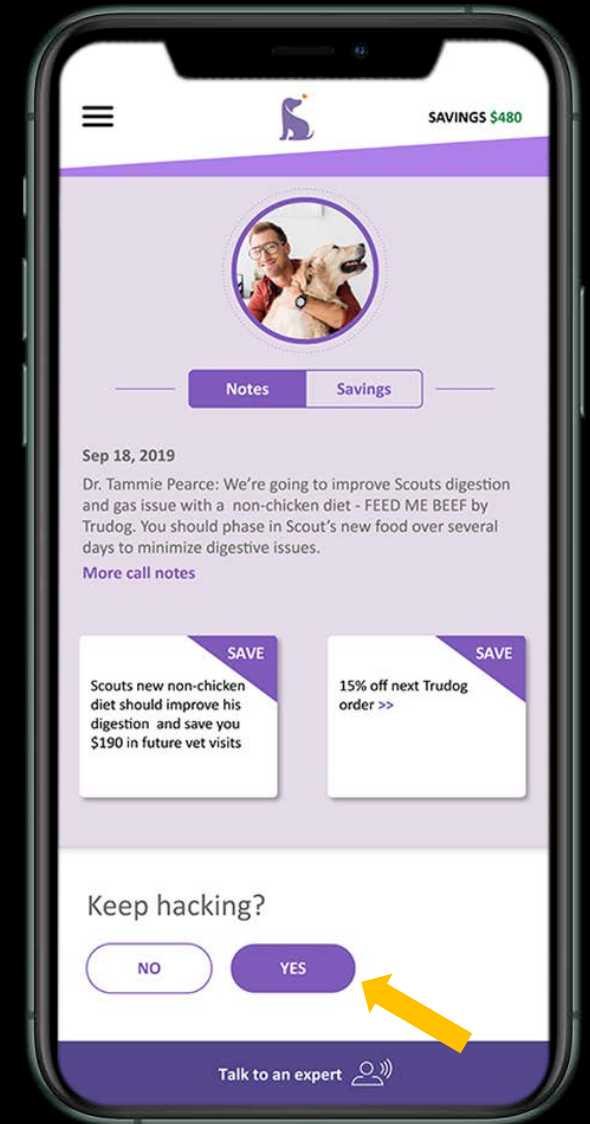 SAVINGS $480
Notes
Savings
Sep 18, 2019
Dr. Tammie Pearce: We're going to improve Scouts digestion
and gas issue with a non-chicken diet - FEED ME BEEF by
Trudog. You should phase in Scout's new food over several
days to minimize digestive issues.
More call notes
SAVE
Scouts new non-chicken
diet should improve his
digestion and save you
$190 in future vet visits
SAVE
15% off next Trudog
order >>
Keep hacking?
NO
YES
Talk to an expert